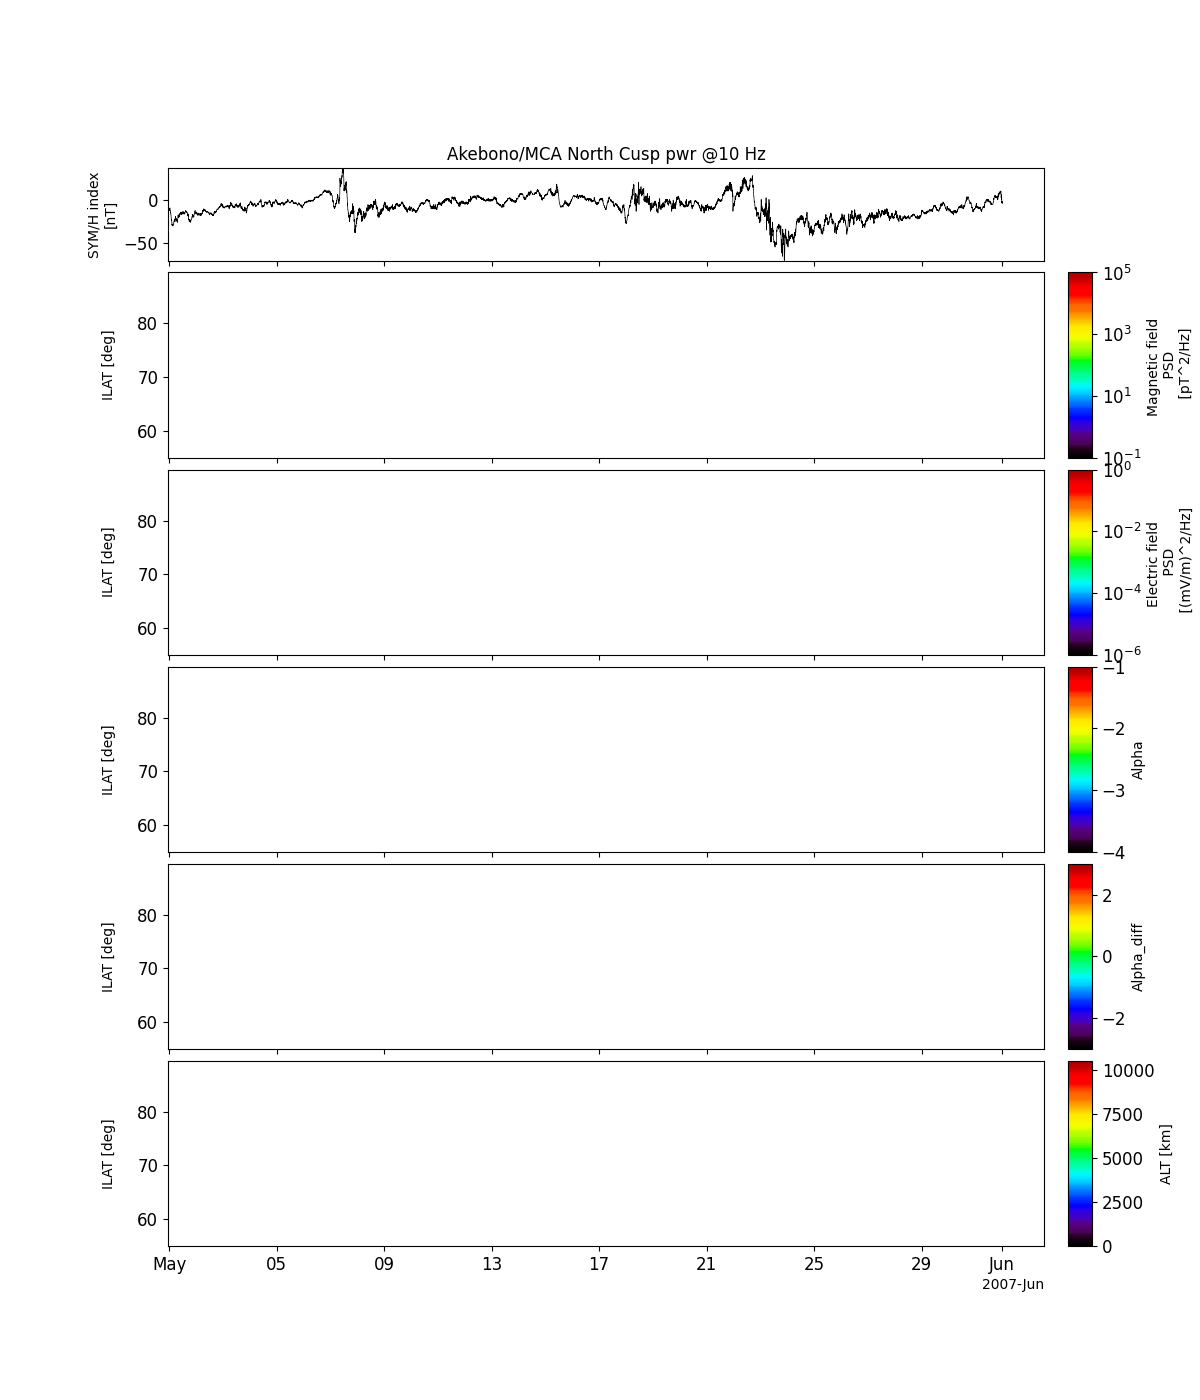 Akebono/MCA North Cusp pwr @10 Hz
SYM/H index
[nT]
0
−50
ILAT [deg]
80
70
60
10^5
10^3
10^1
10^−1
Magnetic field
PSD
[pT^2/Hz]
ILAT [deg]
80
70
60
10^0
10^−2
10^−4
10^−6
Electric field
PSD
[(mV/m)^2/Hz]
ILAT [deg]
80
70
60
−1
−2
−3
−4
Alpha
ILAT [deg]
80
70
60
2
0
−2
Alpha_diff
ILAT [deg]
80
70
60
10000
7500
5000
2500
0
ALT [km]
May 05 09 13 17 21 25 29 Jun
2007-Jun